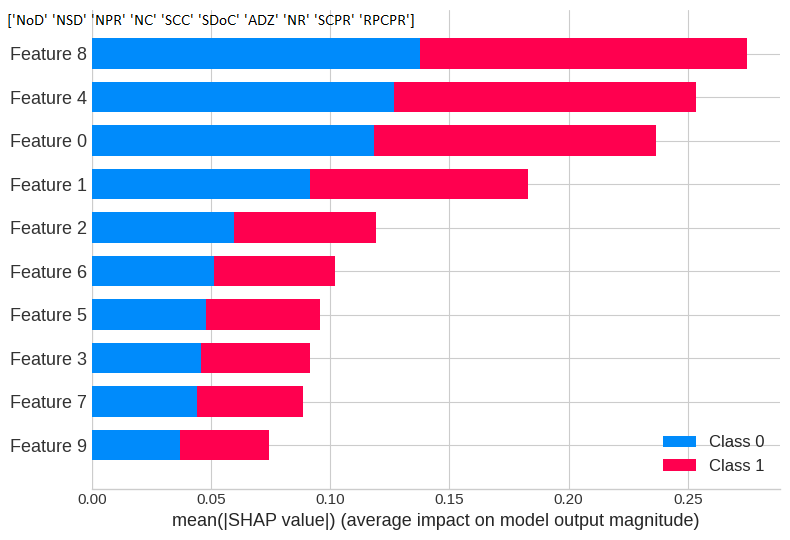 ['NoD' 'NSD' 'NPR' 'NC' 'SCC' 'SDoC' 'ADZ' 'NR' 'SCPR' 'RPCPR']
Feature 8
Feature 4
Feature 0
Feature 1
Feature 2
Feature 6
Feature 5
Feature 3
Feature 7
Feature 9
Class 0
Class 1
0.00 0.05 0.10 0.15 0.20 0.25
mean(|SHAP value|) (average impact on model output magnitude)